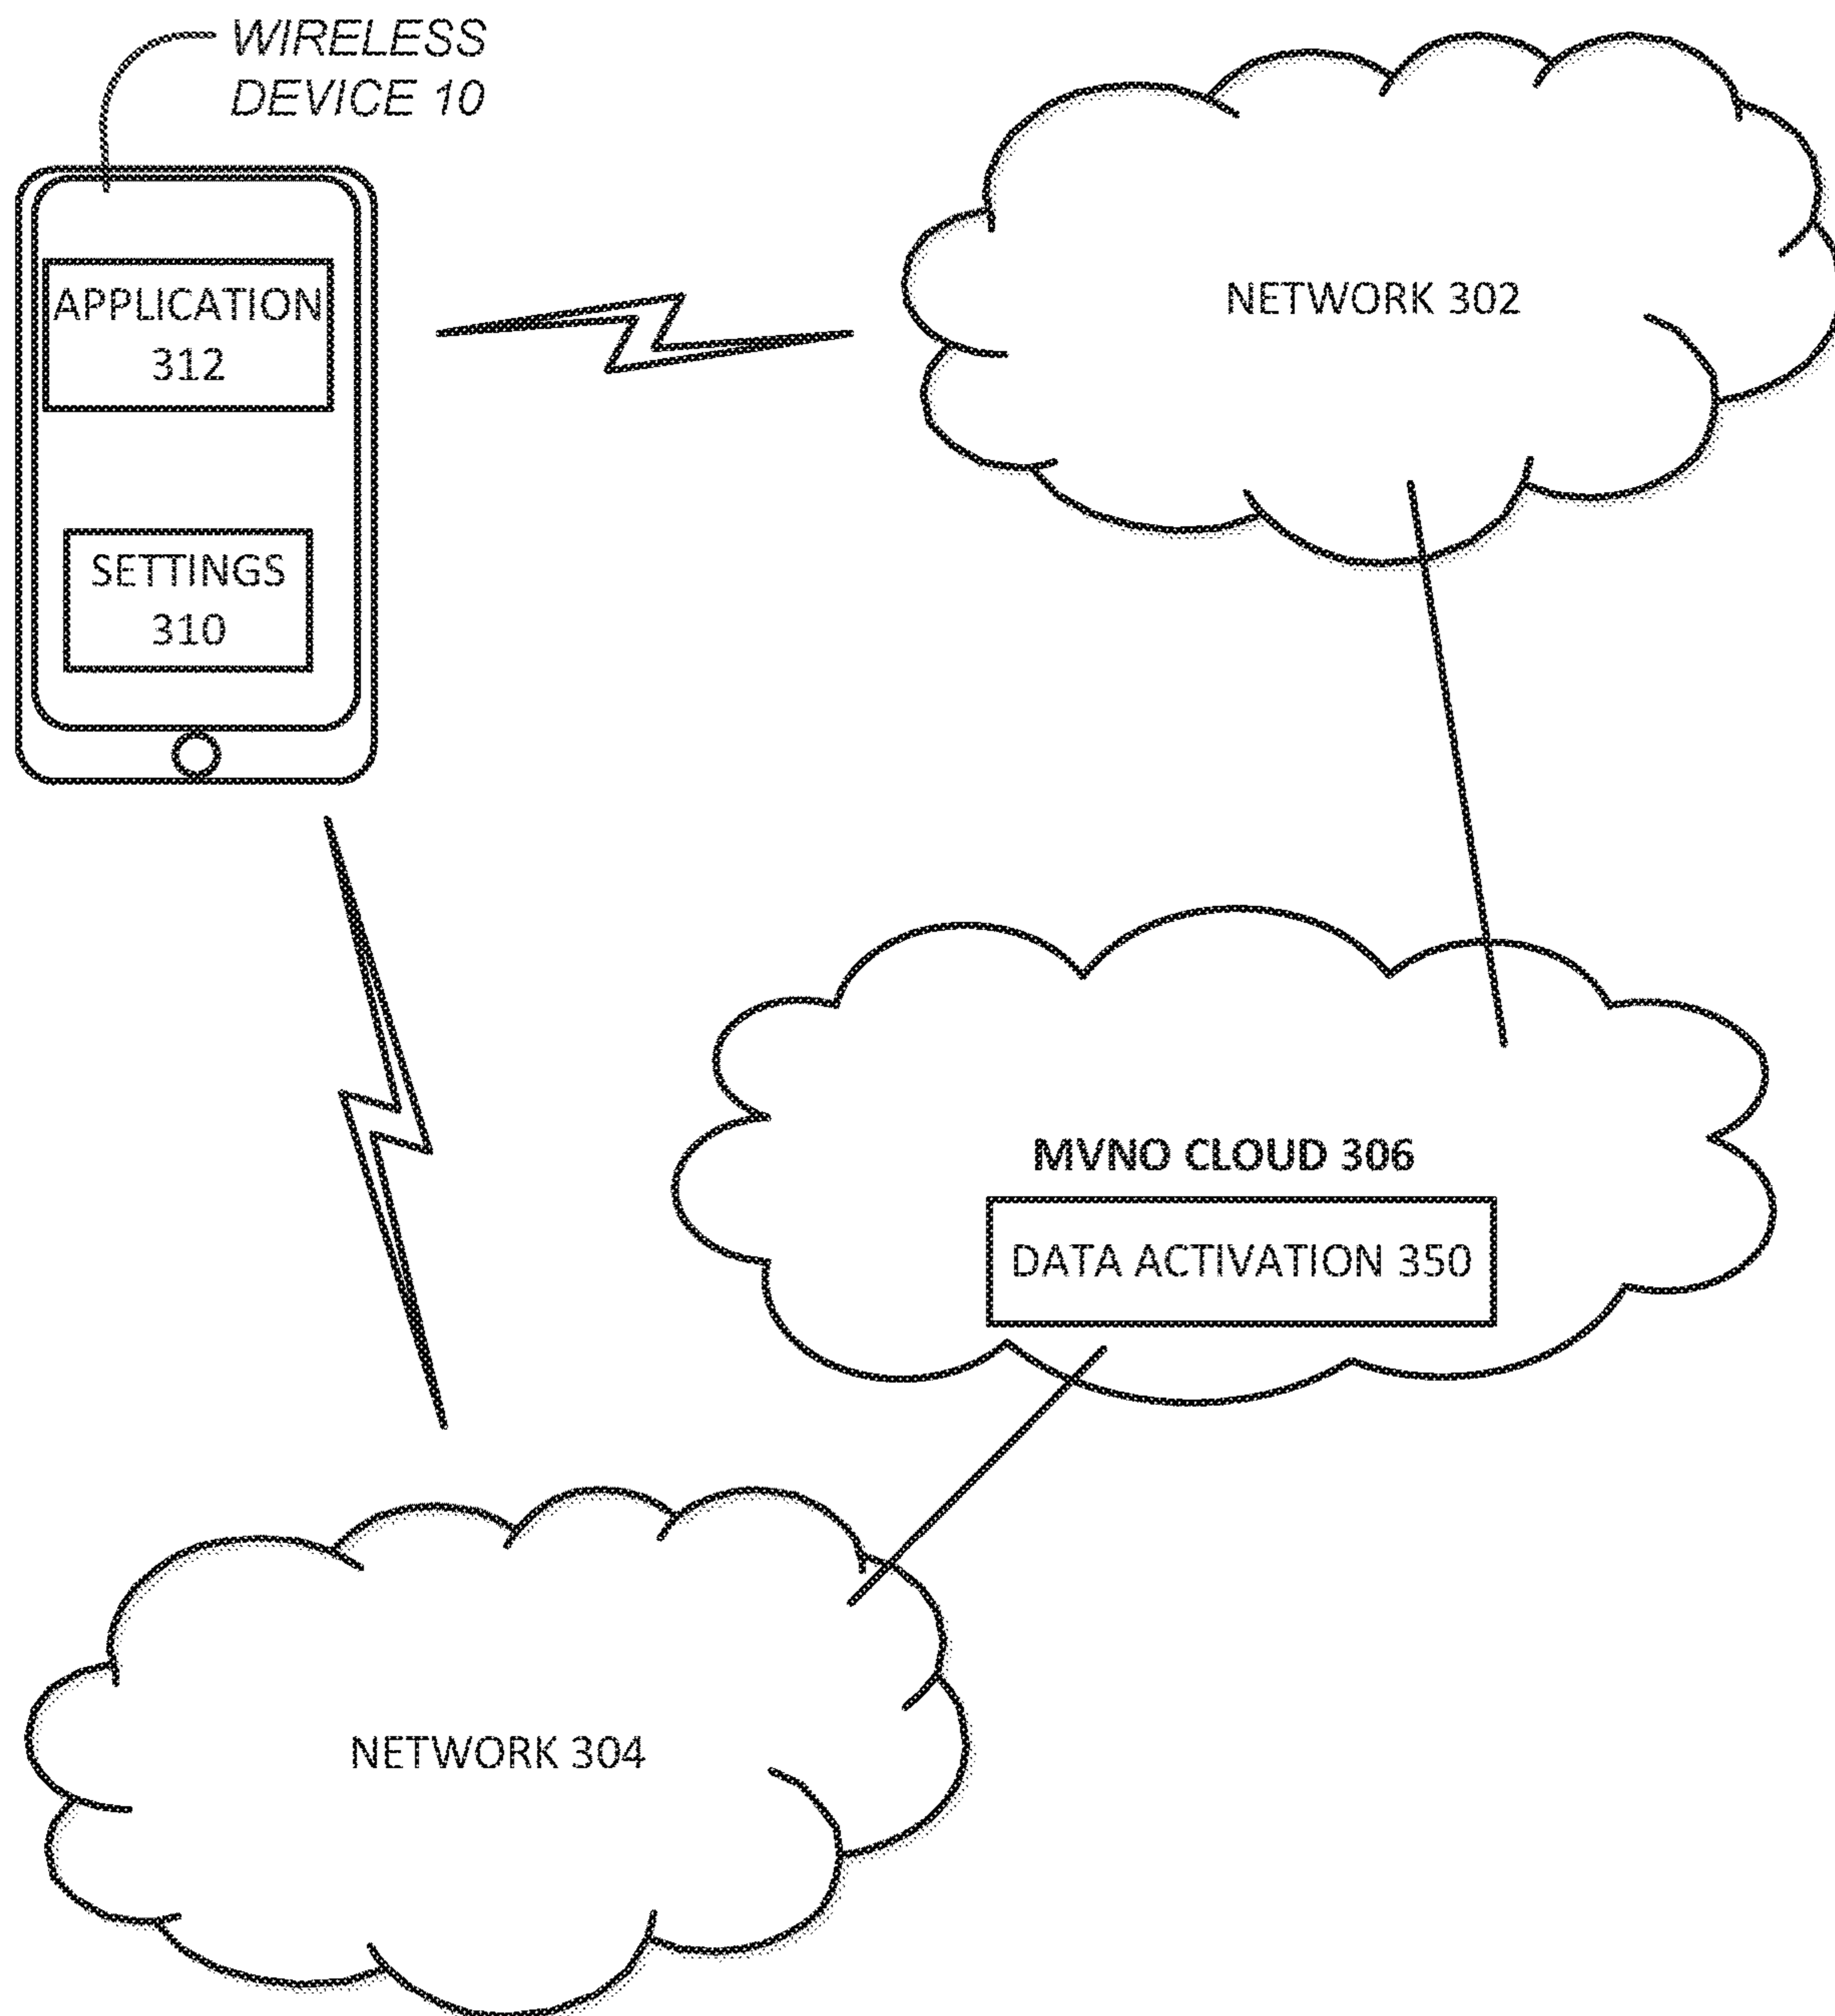 WIRELESS
DEVICE 10
APPLICATION
312
SETTINGS
310
NETWORK 302
MVNO CLOUD 306
DATA ACTIVATION 350
NETWORK 304